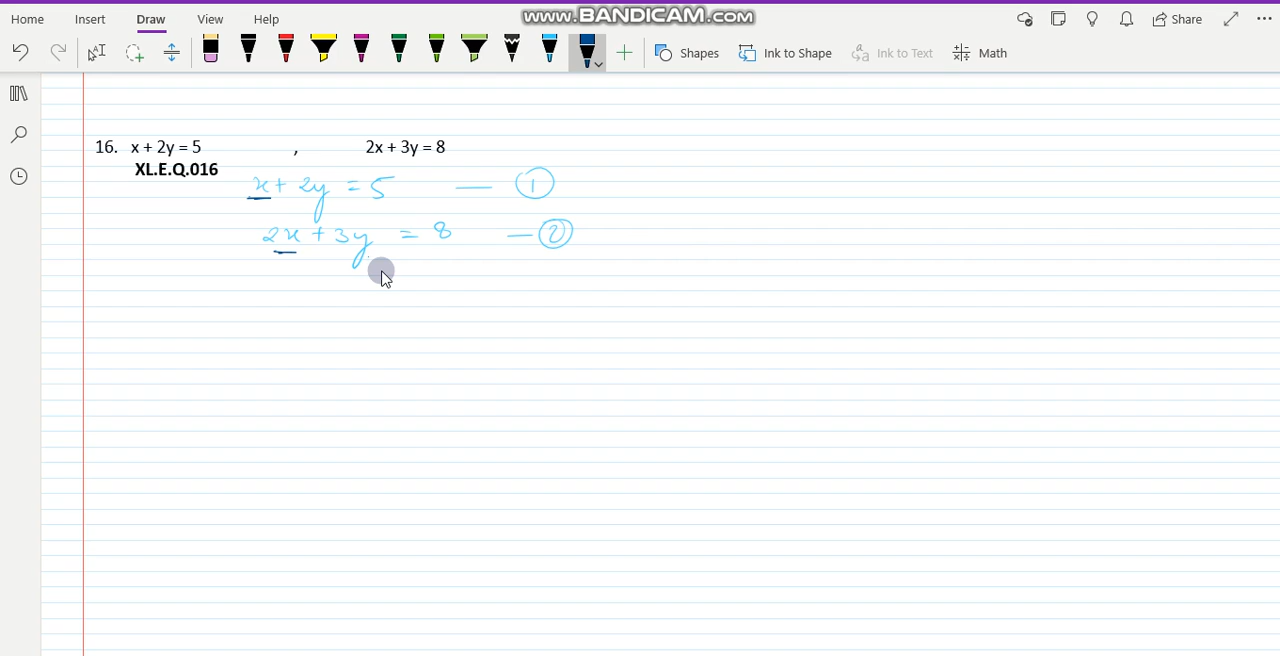 www.BANDICAM.com
Home Insert Draw View Help Share
Shapes Ink to Shape Ink to Text Math
16. x + 2y = 5 , 2x + 3y = 8
XL.E.Q.016
x + 2y = 5 — ①
2x + 3y = 8 — ②